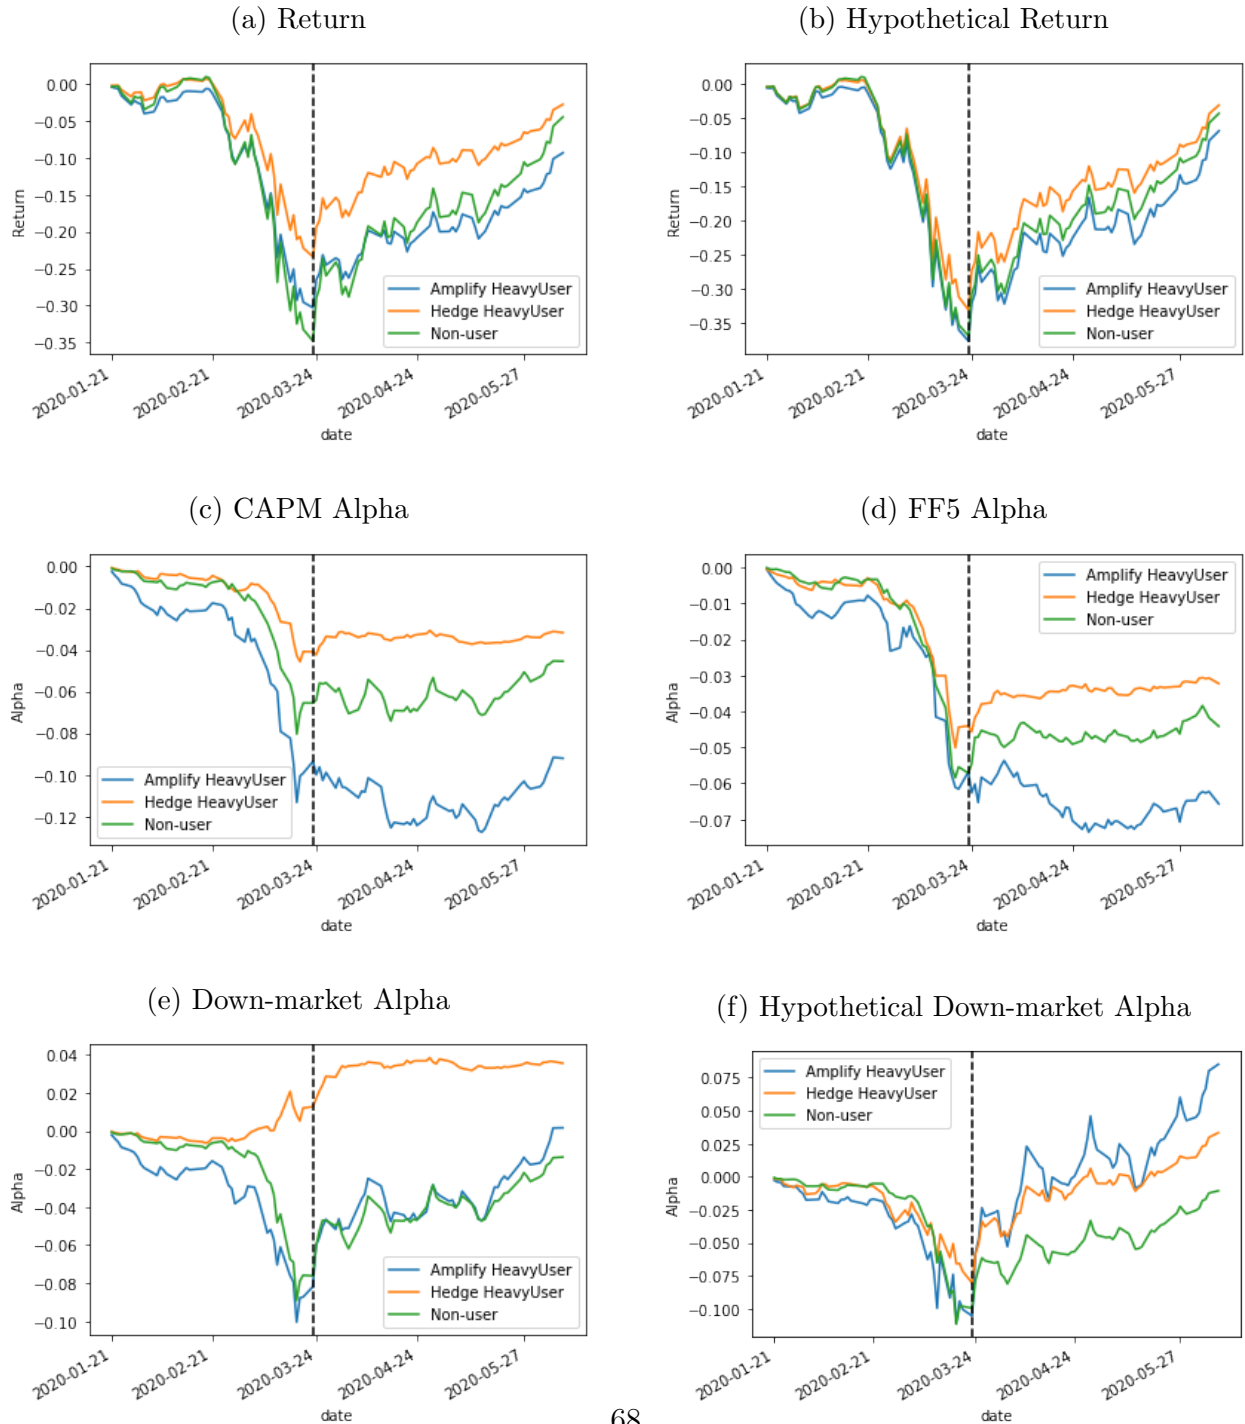 (a) Return
0.00
−0.05
−0.10
−0.15
−0.20
−0.25
−0.30
−0.35
Return
Amplify HeavyUser
Hedge HeavyUser
Non-user
2020-01-21
2020-02-21
2020-03-24
2020-04-24
2020-05-27
date
(b) Hypothetical Return
0.00
−0.05
−0.10
−0.15
−0.20
−0.25
−0.30
−0.35
Return
Amplify HeavyUser
Hedge HeavyUser
Non-user
2020-01-21
2020-02-21
2020-03-24
2020-04-24
2020-05-27
date
(c) CAPM Alpha
0.00
−0.02
−0.04
−0.06
−0.08
−0.10
−0.12
Alpha
Amplify HeavyUser
Hedge HeavyUser
Non-user
2020-01-21
2020-02-21
2020-03-24
2020-04-24
2020-05-27
date
(d) FF5 Alpha
0.00
−0.01
−0.02
−0.03
−0.04
−0.05
−0.06
−0.07
Alpha
Amplify HeavyUser
Hedge HeavyUser
Non-user
2020-01-21
2020-02-21
2020-03-24
2020-04-24
2020-05-27
date
(e) Down-market Alpha
0.04
0.02
0.00
−0.02
−0.04
−0.06
−0.08
−0.10
Alpha
Amplify HeavyUser
Hedge HeavyUser
Non-user
2020-01-21
2020-02-21
2020-03-24
2020-04-24
2020-05-27
date
(f) Hypothetical Down-market Alpha
0.075
0.050
0.025
0.000
−0.025
−0.050
−0.075
−0.100
Alpha
Amplify HeavyUser
Hedge HeavyUser
Non-user
2020-01-21
2020-02-21
2020-03-24
2020-04-24
2020-05-27
date
68